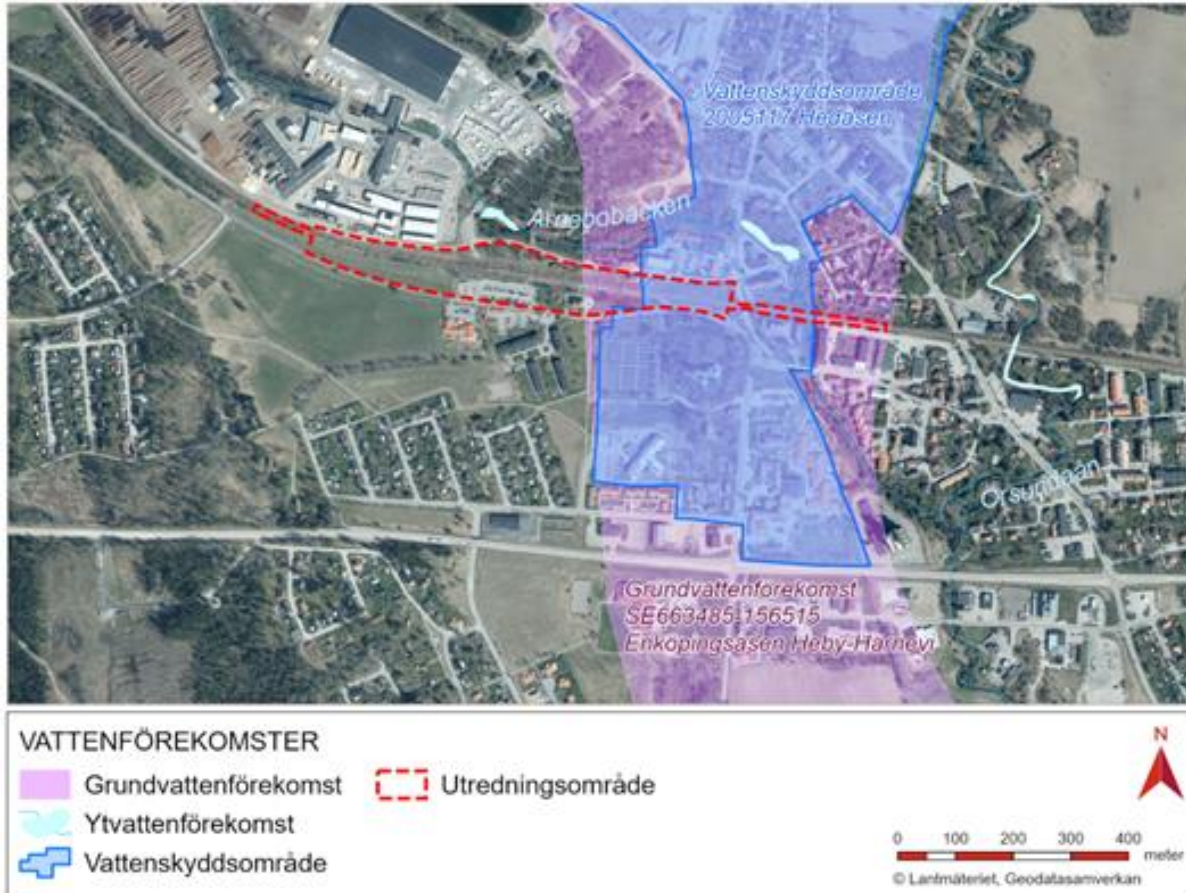 Vattenskyddsområde
2005117 Hedåsen
Arnebobäcken
Örsundaån
Grundvattenförekomst
SE663485-156515
Enköpingsåsen Heby-Harnevi
VATTENFÖREKOMSTER
Grundvattenförekomst
Utredningsområde
Ytvattenförekomst
Vattenskyddsområde
N
0 100 200 300 400
meter
© Lantmäteriet, Geodatasamverkan